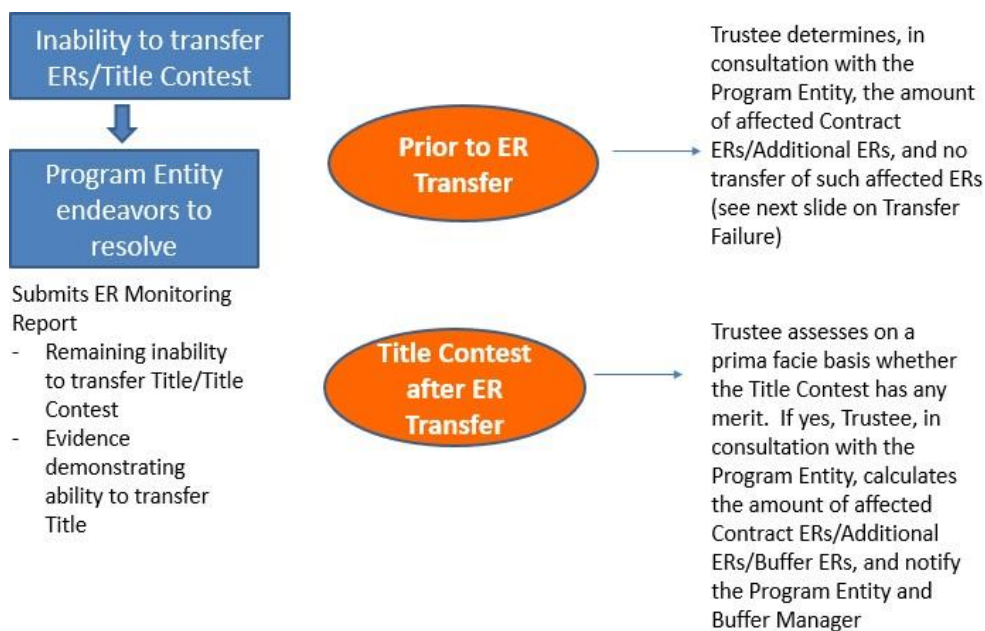 Inability to transfer
ERs/Title Contest
Program Entity
endeavors to
resolve
Submits ER Monitoring
Report
- Remaining inability
to transfer Title/Title
Contest
- Evidence
demonstrating
ability to transfer
Title
Prior to ER
Transfer
Trustee determines, in
consultation with the
Program Entity, the amount
of affected Contract
ERs/Additional ERs, and no
transfer of such affected ERs
(see next slide on Transfer
Failure)
Title Contest
after ER
Transfer
Trustee assesses on a
prima facie basis whether
the Title Contest has any
merit. If yes, Trustee, in
consultation with the
Program Entity, calculates
the amount of affected
Contract ERs/Additional
ERs/Buffer ERs, and notify
the Program Entity and
Buffer Manager